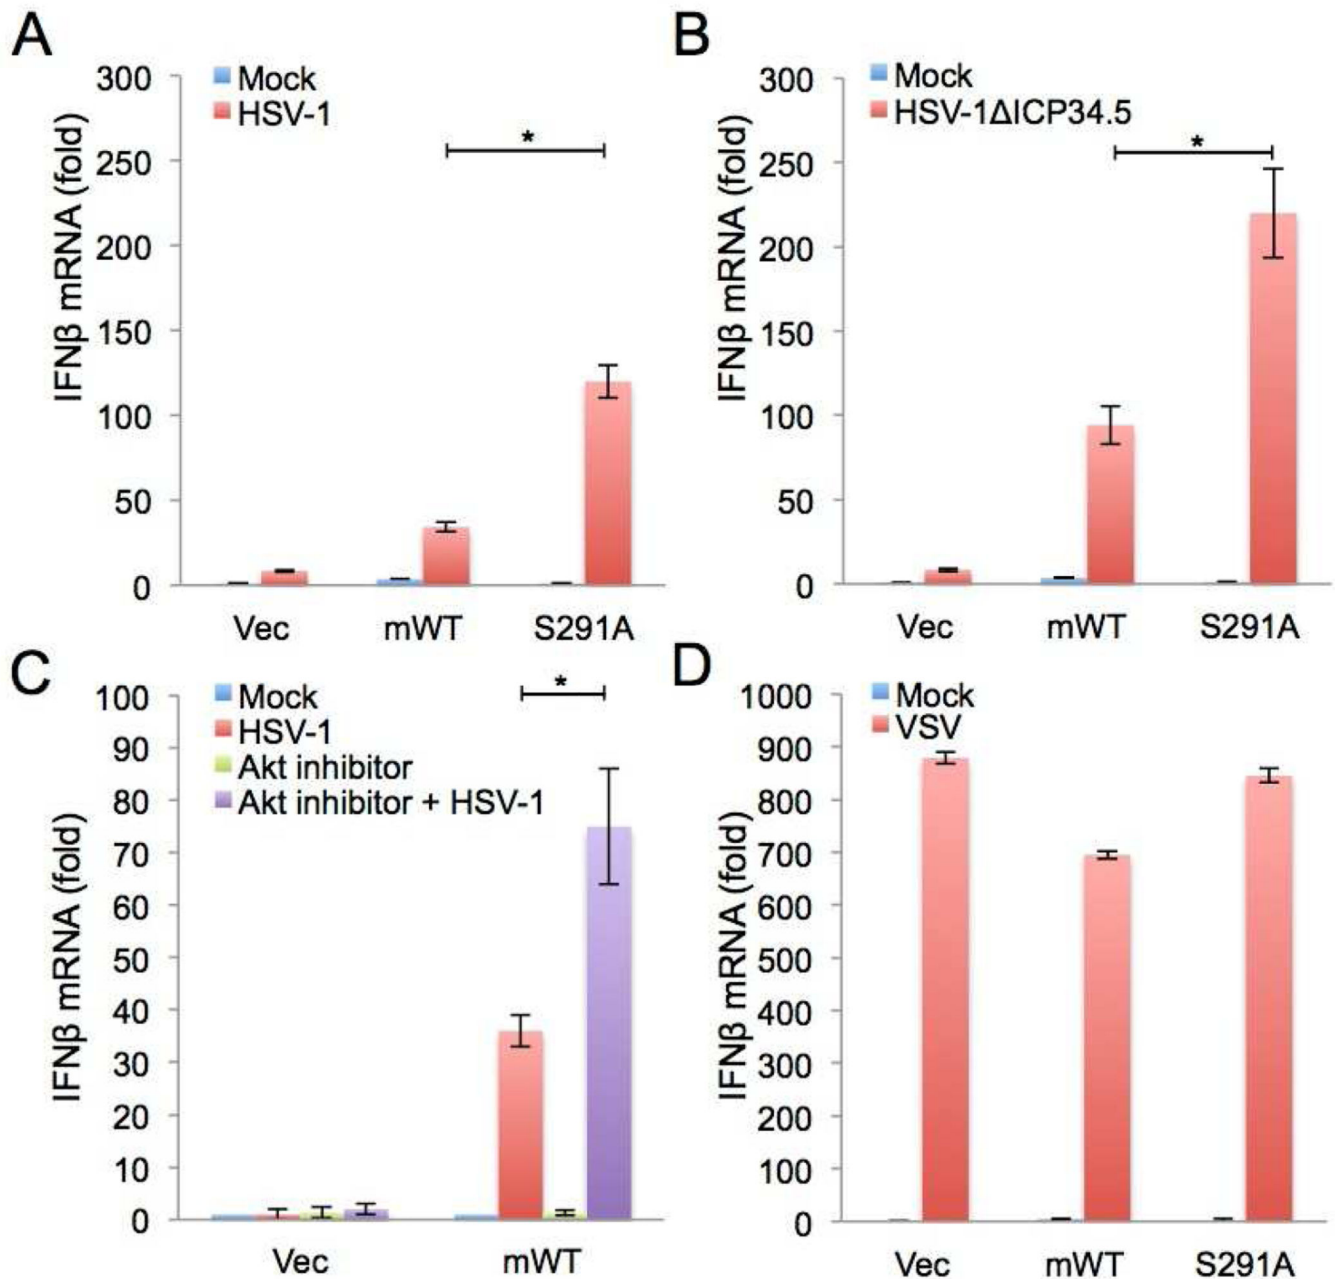 A
IFNβ mRNA (fold)
300
250
200
150
100
50
0
Mock
HSV-1
*
Vec mWT S291A
B
IFNβ mRNA (fold)
300
250
200
150
100
50
0
Mock
HSV-1ΔICP34.5
*
Vec mWT S291A
C
IFNβ mRNA (fold)
100
90
80
70
60
50
40
30
20
10
0
Mock
HSV-1
Akt inhibitor
Akt inhibitor + HSV-1
*
Vec mWT
D
IFNβ mRNA (fold)
1000
900
800
700
600
500
400
300
200
100
0
Mock
VSV
Vec mWT S291A